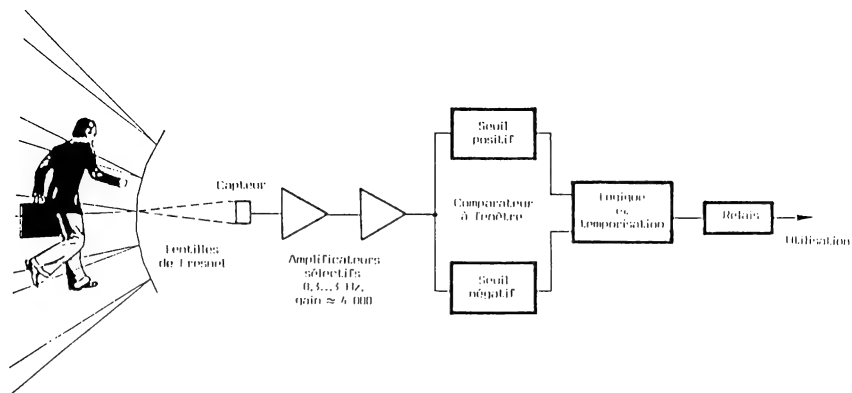 Capteur
Lentilles
de Fresnel
Amplificateurs
sélectifs
0,3...3 Hz,
gain ≈ 4 000
Seuil
positif
Comparateur
à fenêtre
Seuil
négatif
Logique
et
temporisation
Relais
Utilisation